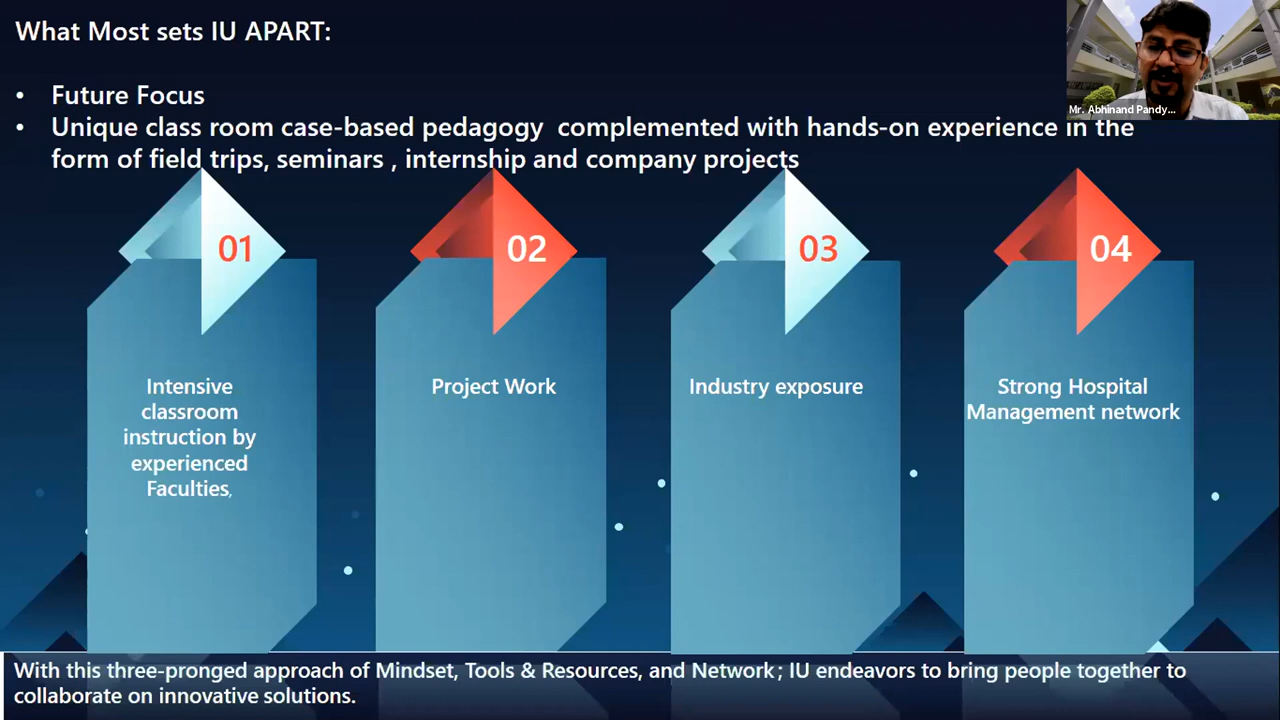 What Most sets IU APART:
Mr. Abhinand Pandy...
• Future Focus
• Unique class room case-based pedagogy complemented with hands-on experience in the
form of field trips, seminars , internship and company projects
01
02
03
04
Intensive
classroom
instruction by
experienced
Faculties,
Project Work
Industry exposure
Strong Hospital
Management network
With this three-pronged approach of Mindset, Tools & Resources, and Network; IU endeavors to bring people together to
collaborate on innovative solutions.